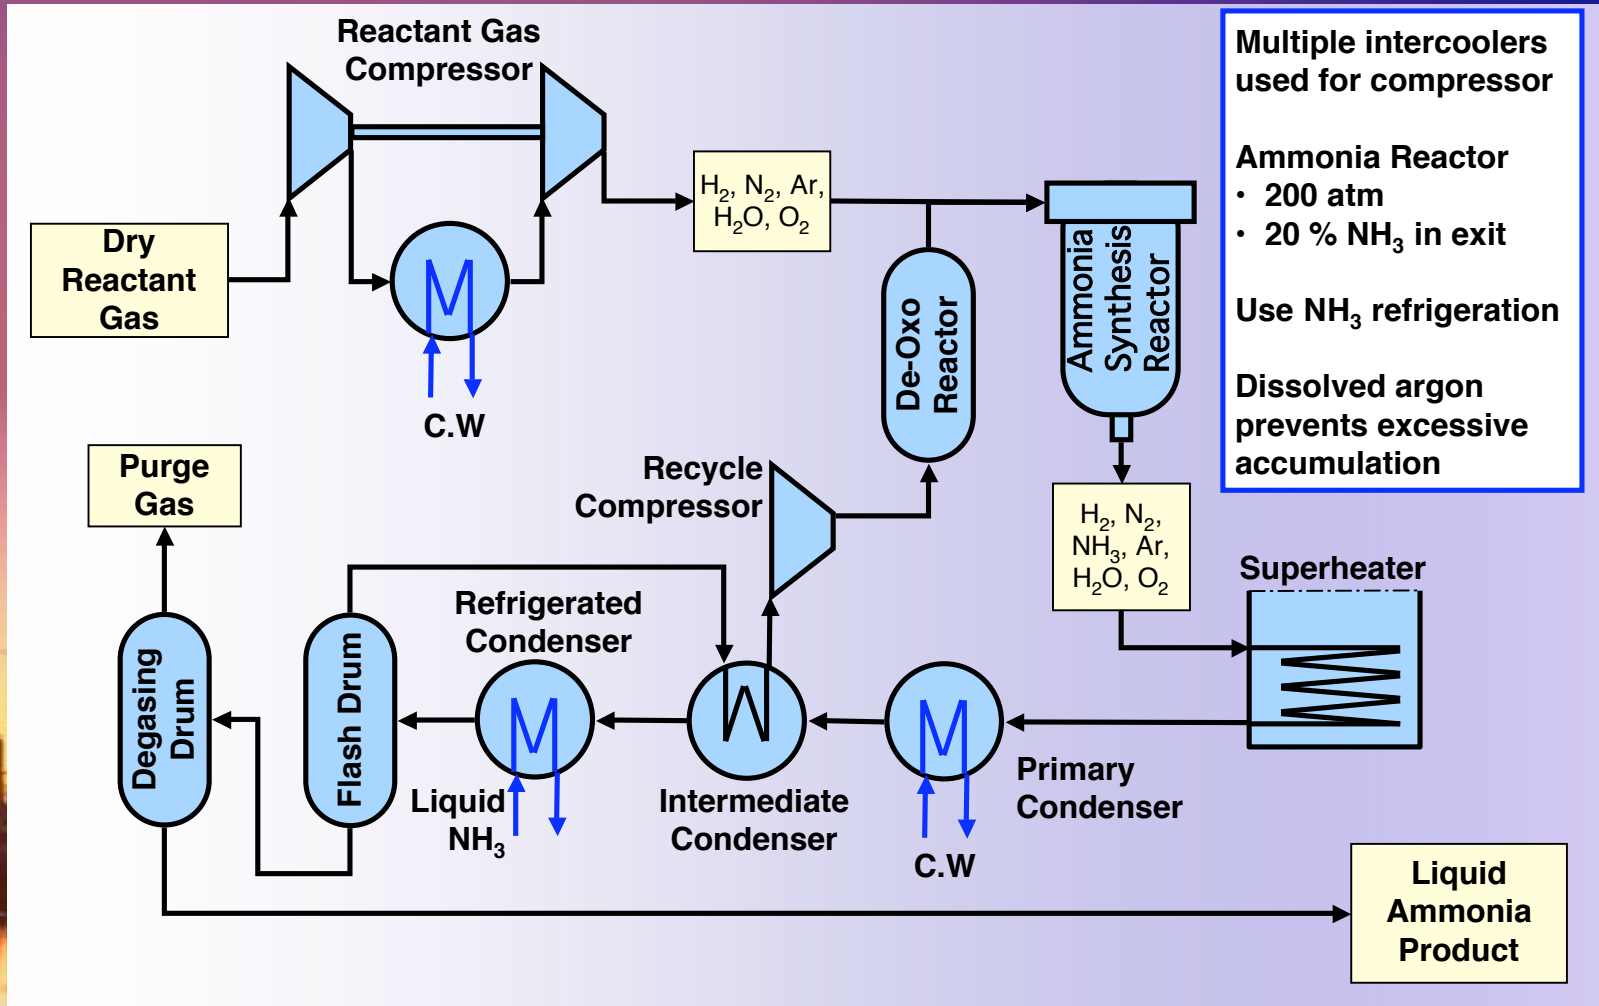 Reactant Gas
Compressor
Multiple intercoolers
used for compressor
Ammonia Reactor
• 200 atm
• 20 % NH₃ in exit
Use NH₃ refrigeration
Dissolved argon
prevents excessive
accumulation
H₂, N₂, Ar,
H₂O, O₂
Dry
Reactant
Gas
C.W
De-Oxo
Reactor
Ammonia
Synthesis
Reactor
Purge
Gas
Recycle
Compressor
H₂, N₂,
NH₃, Ar,
H₂O, O₂
Superheater
Refrigerated
Condenser
Degasing
Drum
Flash Drum
Liquid
NH₃
Intermediate
Condenser
Primary
Condenser
C.W
Liquid
Ammonia
Product